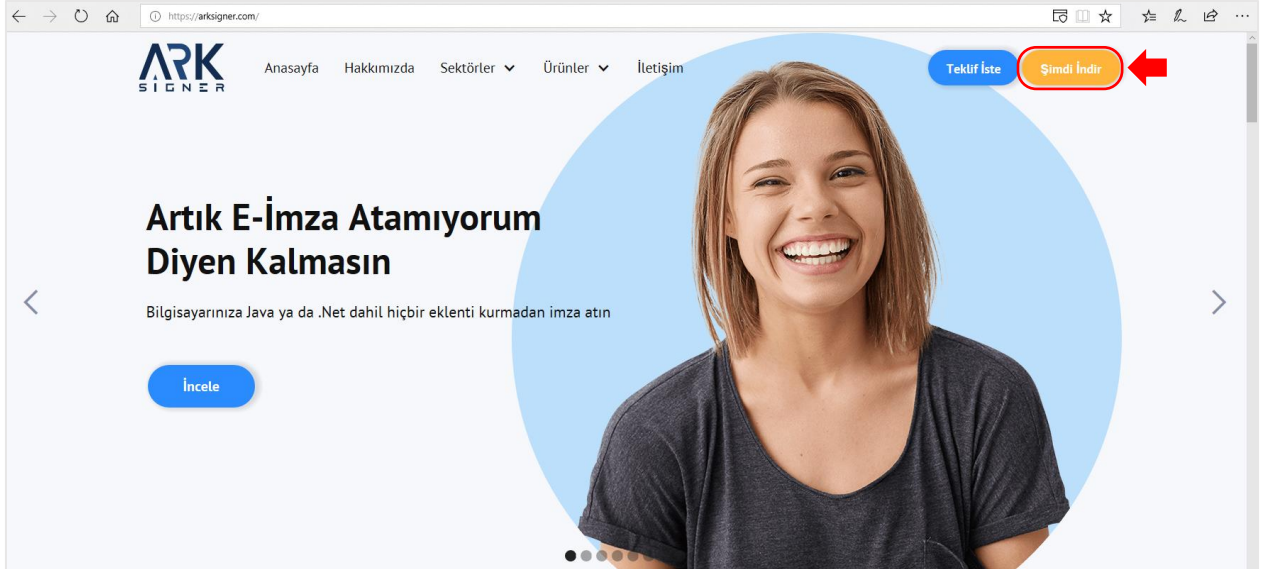 https://arksigner.com/
ARK
SIGNER
Anasayfa Hakkımızda Sektörler Ürünler İletişim
Teklif İste Şimdi İndir
Artık E-İmza Atamıyorum
Diyen Kalmasın
Bilgisayarınıza Java ya da .Net dahil hiçbir eklenti kurmadan imza atın
İncele